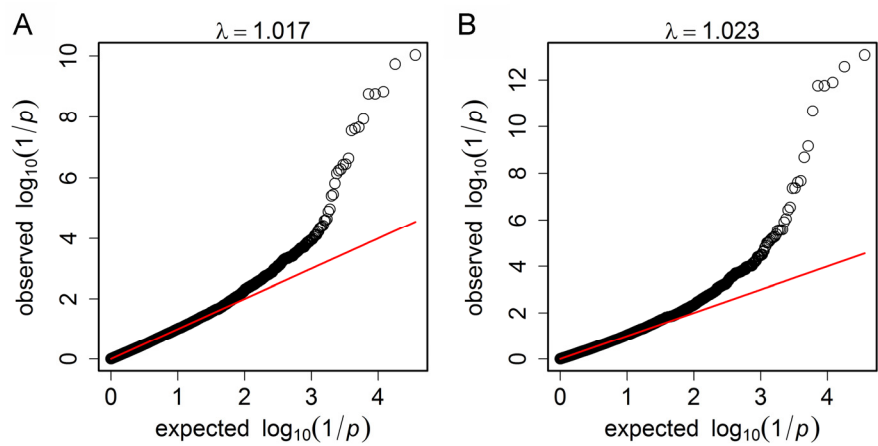 A
λ = 1.017
10
8
6
4
2
0
observed log10(1/p)
0 1 2 3 4
expected log10(1/p)
B
λ = 1.023
12
10
8
6
4
2
0
observed log10(1/p)
0 1 2 3 4
expected log10(1/p)